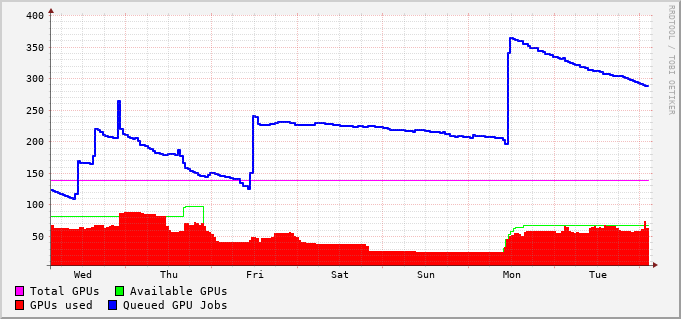 400
350
300
250
200
150
100
50
Wed Thu Fri Sat Sun Mon Tue
Total GPUs Available GPUs
GPUs used Queued GPU Jobs
RRDTOOL / TOBI OETIKER